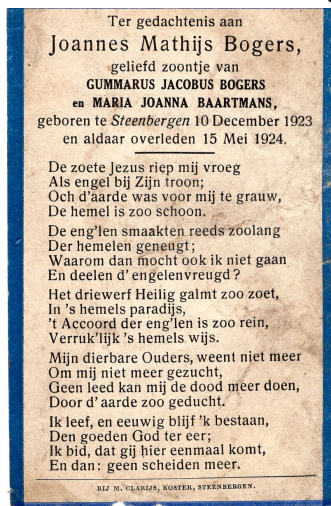 Ter gedachtenis aan
Joannes Mathijs Bogers,
geliefd zoontje van
GUMMARUS JACOBUS BOGERS
en MARIA JOANNA BAARTMANS,
geboren te Steenbergen 10 December 1923
en aldaar overleden 15 Mei 1924.
De zoete Jezus riep mij vroeg
Als engel bij Zijn troon;
Och d'aarde was voor mij te grauw,
De hemel is zoo schoon.
De eng'len smaakten reeds zoolang
Der hemelen geneugt;
Waarom dan mocht ook ik niet gaan
En deelen d'engelenvreugd?
Het driewerf Heilig galmt zoo zoet,
In 's hemels paradijs,
't Accoord der eng'len is zoo rein,
Verruk'lijk 's hemels wijs.
Mijn dierbare Ouders, weent niet meer
Om mij niet meer gezucht,
Geen leed kan mij de dood meer doen,
Door d'aarde zoo geducht.
Ik leef, en eeuwig blijf 'k bestaan,
Den goeden God ter eer;
Ik bid, dat gij hier eenmaal komt,
En dan: geen scheiden meer.
BIJ M. CLARIJS, KOSTER, STEENBERGEN.